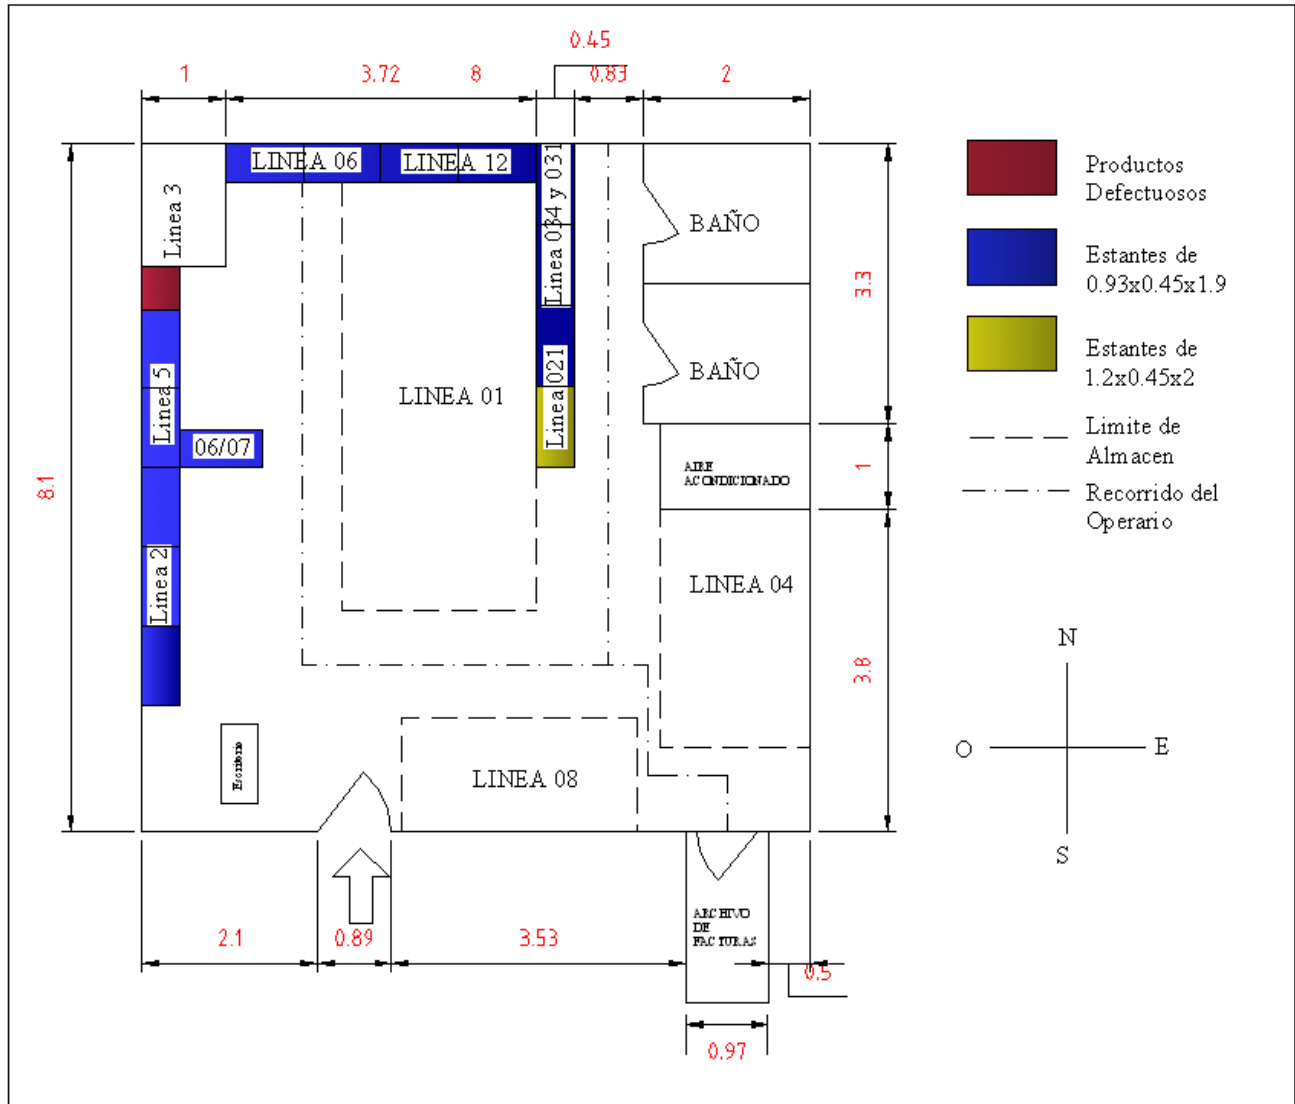 0.45
1
3.72
8
0.83
2
LINEA 06
LINEA 12
Linea 3
Linea 034 y 031
BAÑO
Productos
Defectuosos
Estantes de
0.93x0.45x1.9
3.3
Estantes de
1.2x0.45x2
BAÑO
Linea 5
LINEA 01
Linea 021
06/07
Limite de
Almacen
8.1
AIRE
ACONDICIONADO
1
Recorrido del
Operario
Linea 2
LINEA 04
3.8
N
O
E
S
Escritorio
LINEA 08
ARCHIVO
DE
FACTURAS
2.1
0.89
3.53
0.5
0.97